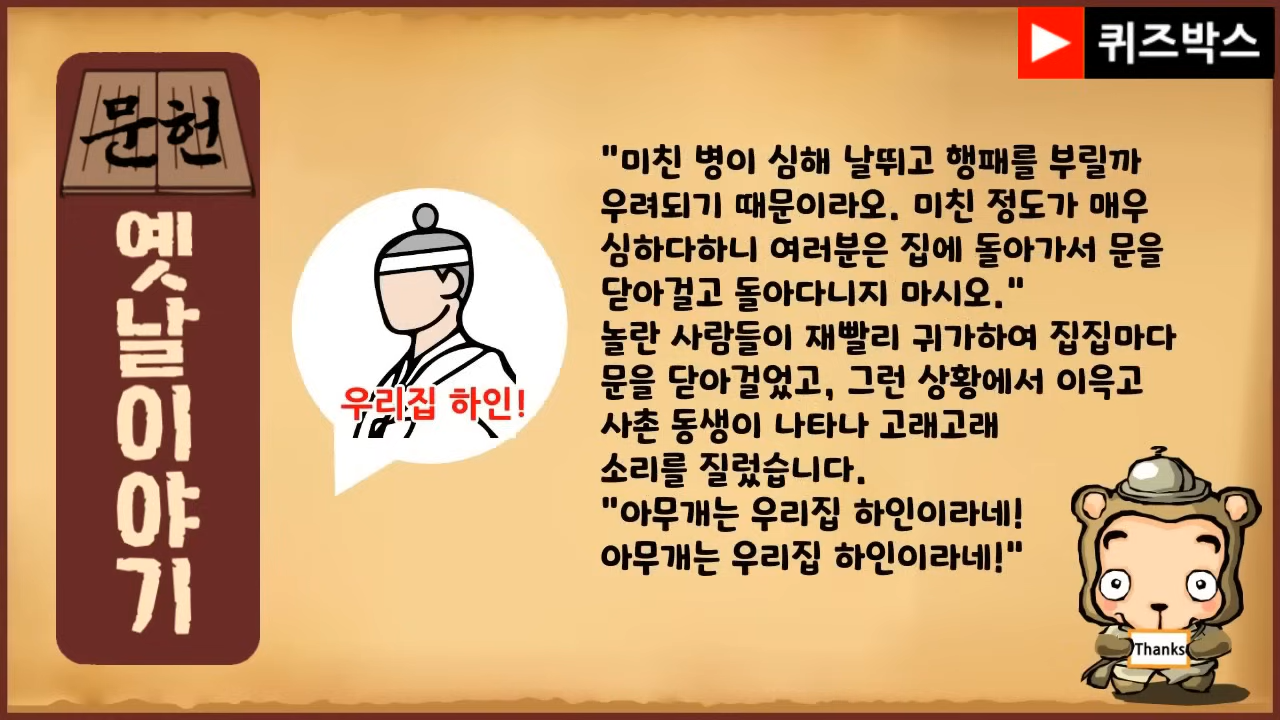 퀴즈박스
문헌
옛날이야기
우리집 하인!
"미친 병이 심해 날뛰고 행패를 부릴까
우려되기 때문이라오. 미친 정도가 매우
심하다하니 여러분은 집에 돌아가서 문을
닫아걸고 돌아다니지 마시오."
놀란 사람들이 재빨리 귀가하여 집집마다
문을 닫아걸었고, 그런 상황에서 이윽고
사촌 동생이 나타나 고래고래
소리를 질렀습니다.
"아무개는 우리집 하인이라네!
아무개는 우리집 하인이라네!"
Thanks